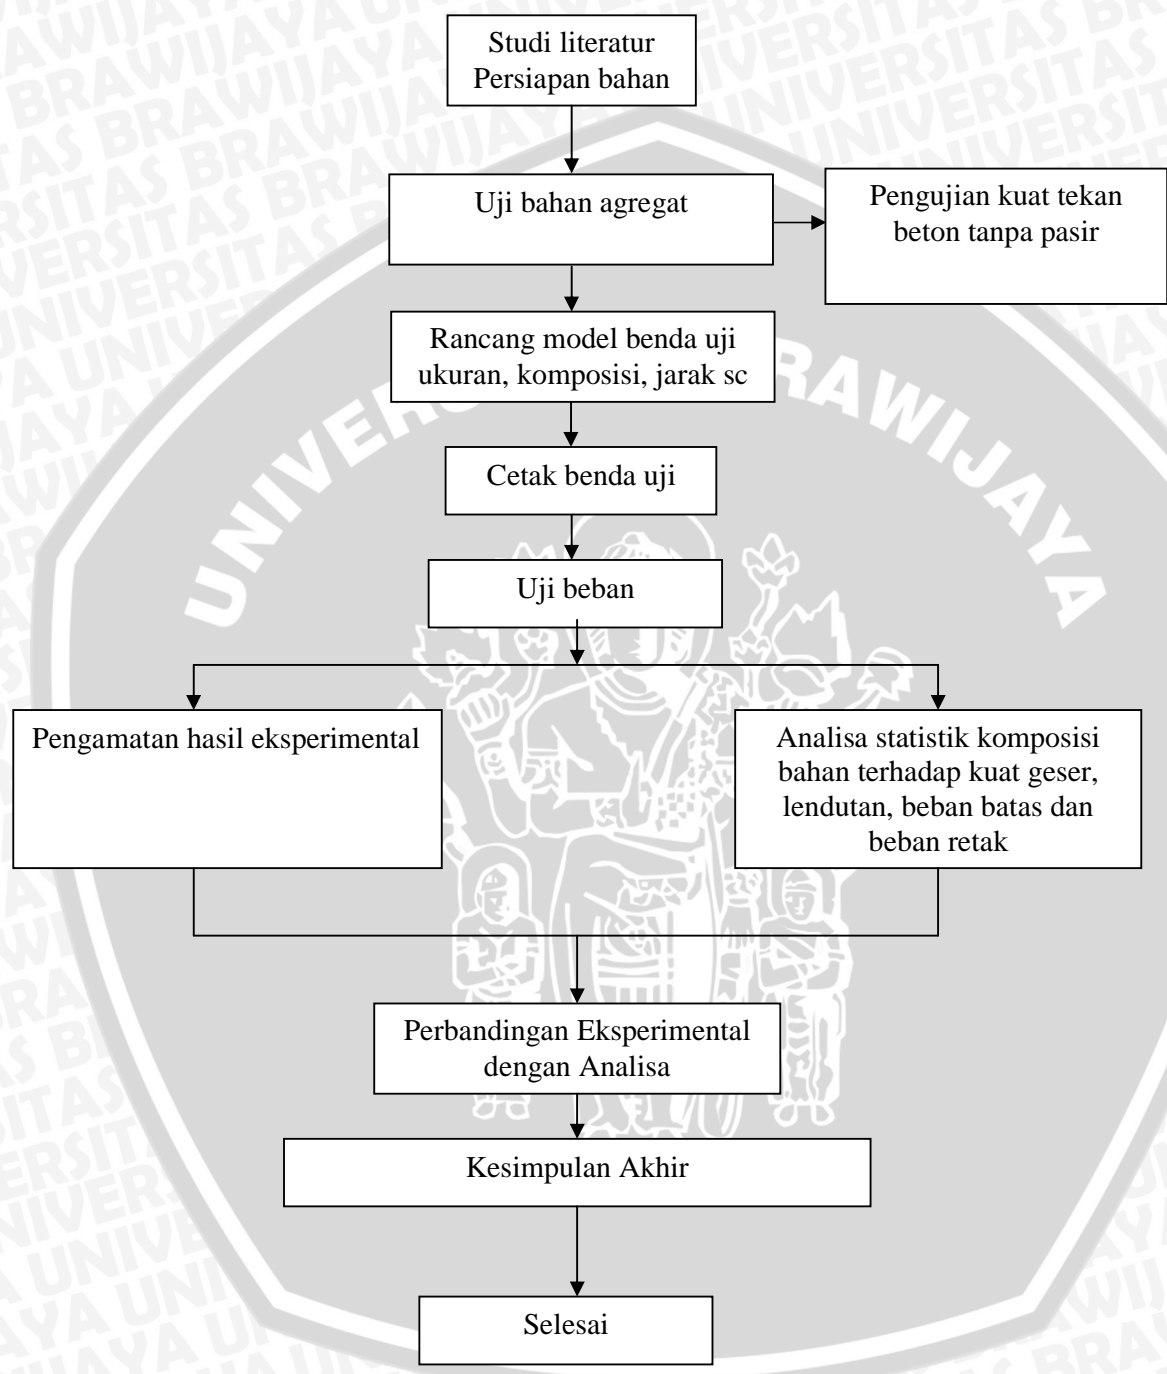 Studi literatur
Persiapan bahan
Uji bahan agregat
Pengujian kuat tekan
beton tanpa pasir
Rancang model benda uji
ukuran, komposisi, jarak sc
Cetak benda uji
Uji beban
Pengamatan hasil eksperimental
Analisa statistik komposisi
bahan terhadap kuat geser,
lendutan, beban batas dan
beban retak
Perbandingan Eksperimental
dengan Analisa
Kesimpulan Akhir
Selesai